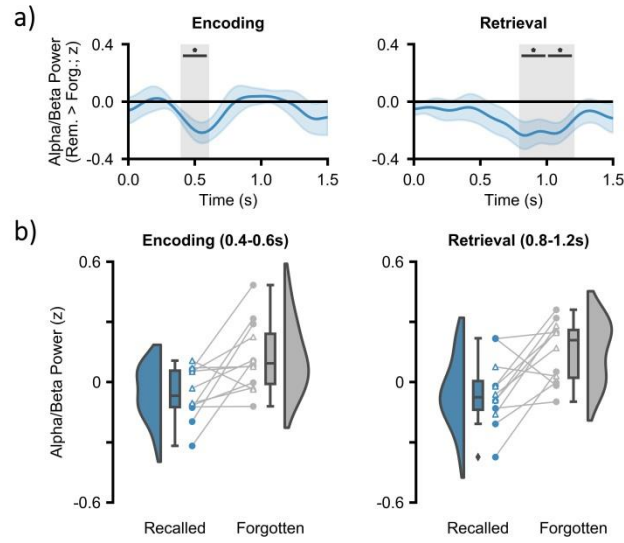 a)
Encoding
Retrieval
Alpha/Beta Power
(Rem. > Forg.; z)
0.4
0.0
-0.4
*
0.0
0.5
1.0
1.5
Time (s)
0.4
0.0
-0.4
* *
0.0
0.5
1.0
1.5
Time (s)
b)
Encoding (0.4-0.6s)
Retrieval (0.8-1.2s)
Alpha/Beta Power (z)
0.6
0
-0.6
Recalled
Forgotten
0.6
0
-0.6
Recalled
Forgotten